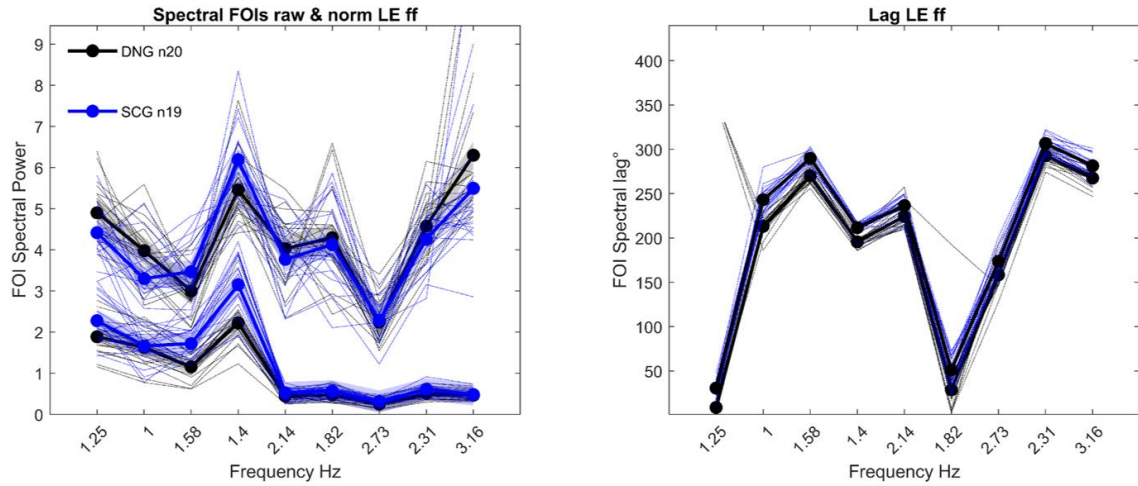 Spectral FOIs raw & norm LE ff
DNG n20
SCG n19
FOI Spectral Power
9
8
7
6
5
4
3
2
1
0
1.25 1 1.58 1.4 2.14 1.82 2.73 2.31 3.16
Frequency Hz
Lag LE ff
FOI Spectral lag°
400
350
300
250
200
150
100
50
1.25 1 1.58 1.4 2.14 1.82 2.73 2.31 3.16
Frequency Hz